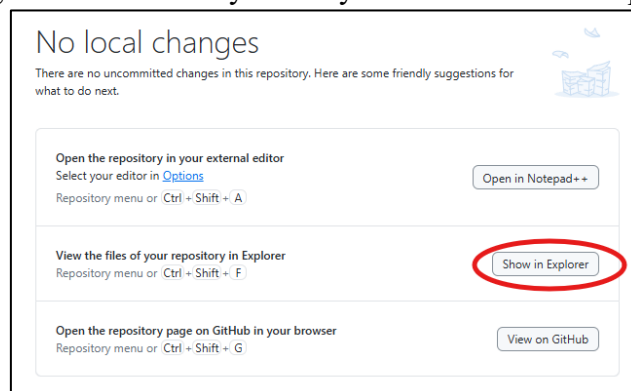 No local changes
There are no uncommitted changes in this repository. Here are some friendly suggestions for
what to do next.
Open the repository in your external editor
Select your editor in Options
Repository menu or Ctrl + Shift + A
Open in Notepad++
View the files of your repository in Explorer
Repository menu or Ctrl + Shift + F
Show in Explorer
Open the repository page on GitHub in your browser
Repository menu or Ctrl + Shift + G
View on GitHub